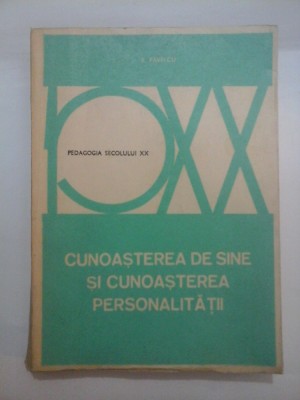 PEDAGOGIA SECOLULUI XX
CUNOAȘTEREA DE SINE
ȘI CUNOAȘTEREA
PERSONALITĂȚII